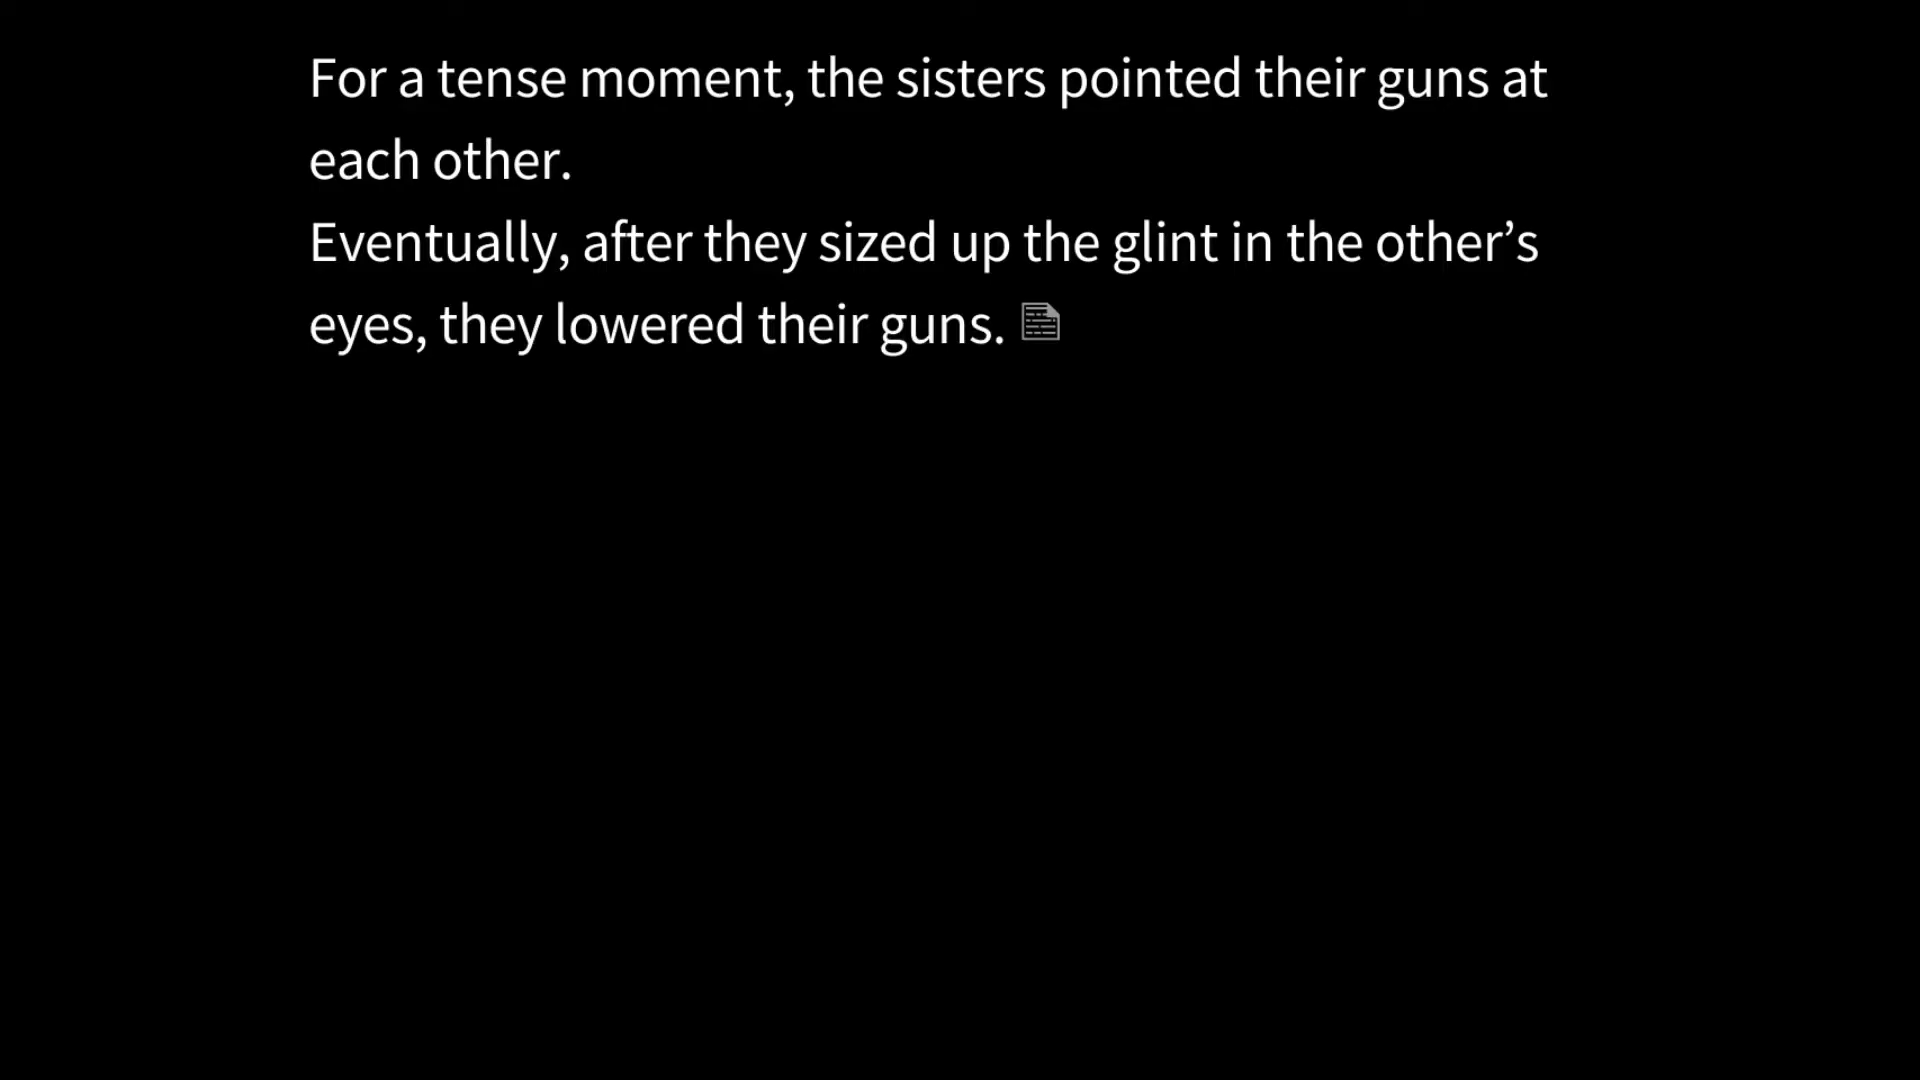 For a tense moment, the sisters pointed their guns at
each other.
Eventually, after they sized up the glint in the other’s
eyes, they lowered their guns.